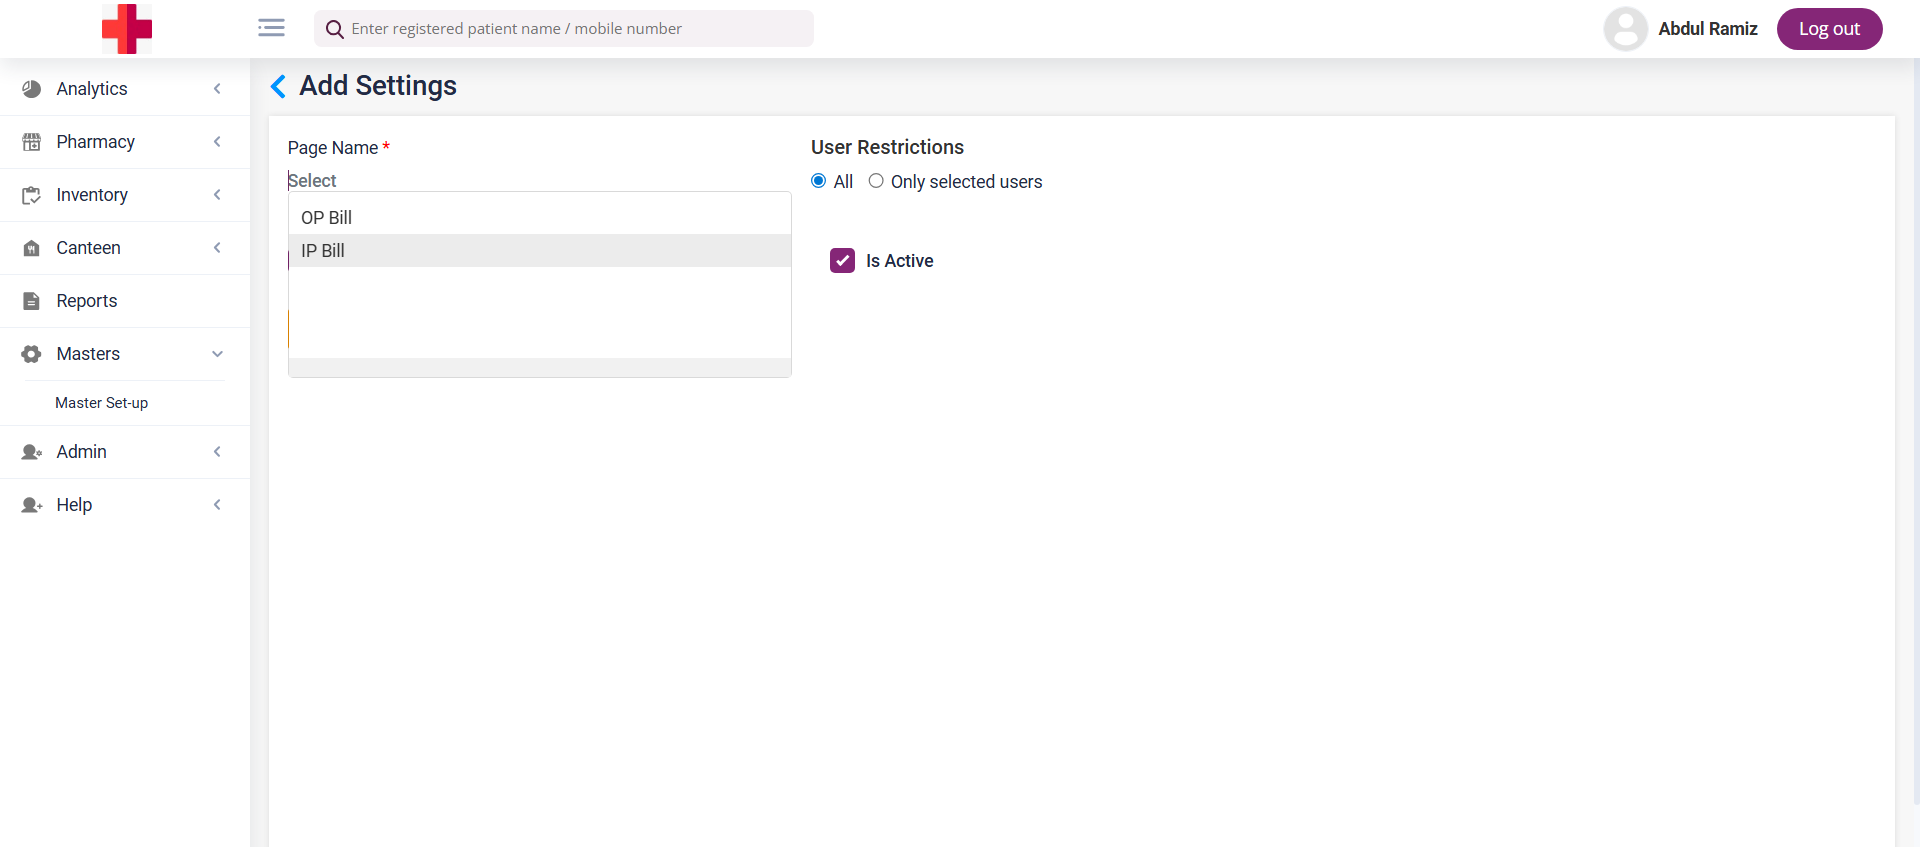 Enter registered patient name / mobile number
Abdul Ramiz
Log out
Analytics
Pharmacy
Inventory
Canteen
Reports
Masters
Master Set-up
Admin
Help
Add Settings
Page Name *
Select
OP Bill
IP Bill
User Restrictions
All
Only selected users
Is Active